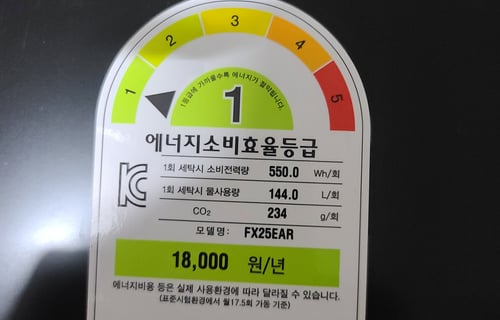 1 2 3 4 5
1등급에 가까울수록 에너지가 절약됩니다.
1
에너지소비효율등급
1회 세탁시 소비전력량 550.0 Wh/회
1회 세탁시 물사용량 144.0 L/회
CO₂ 234 g/회
모델명: FX25EAR
18,000 원/년
에너지비용 등은 실제 사용환경에 따라 달라질 수 있습니다.
(표준시험환경에서 월17.5회 가동 기준)